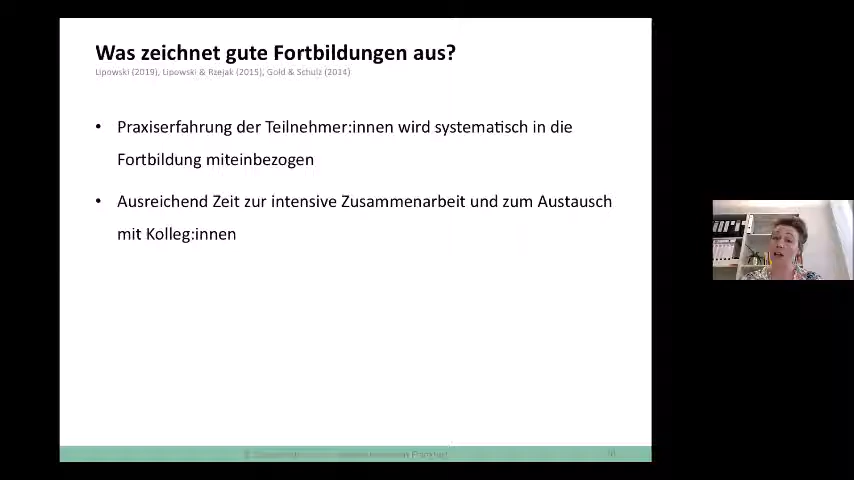 Was zeichnet gute Fortbildungen aus?
Lipowski (2019), Lipowski & Rzejak (2015), Gold & Schulz (2014)
• Praxiserfahrung der Teilnehmer:innen wird systematisch in die
Fortbildung miteinbezogen
• Ausreichend Zeit zur intensive Zusammenarbeit und zum Austausch
mit Kolleg:innen